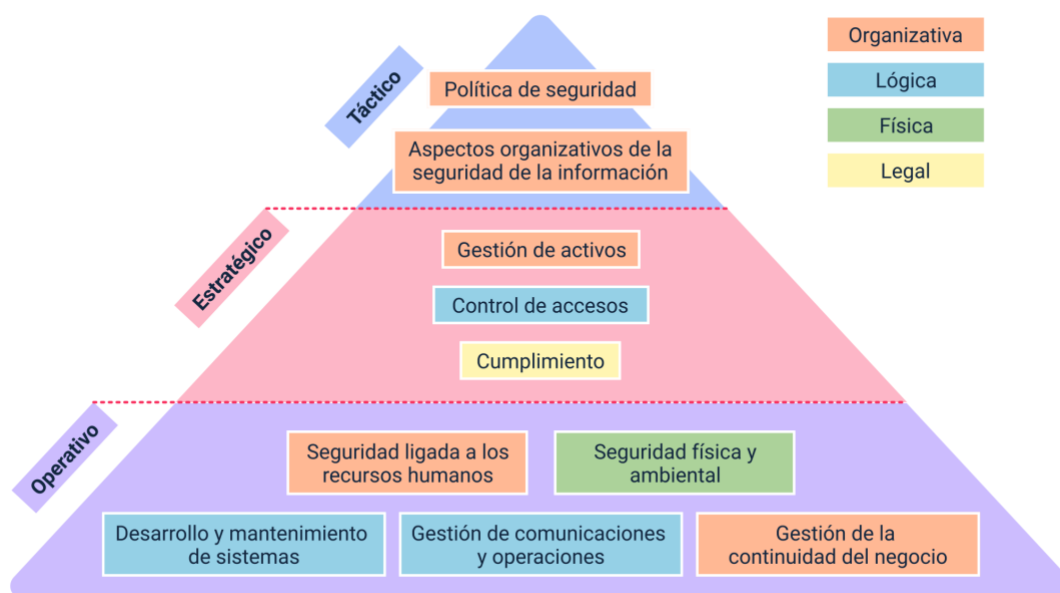 Táctico
Política de seguridad
Aspectos organizativos de la
seguridad de la información
Organizativa
Lógica
Física
Legal
Estratégico
Gestión de activos
Control de accesos
Cumplimiento
Operativo
Seguridad ligada a los
recursos humanos
Seguridad física y
ambiental
Desarrollo y mantenimiento
de sistemas
Gestión de comunicaciones
y operaciones
Gestión de la
continuidad del negocio